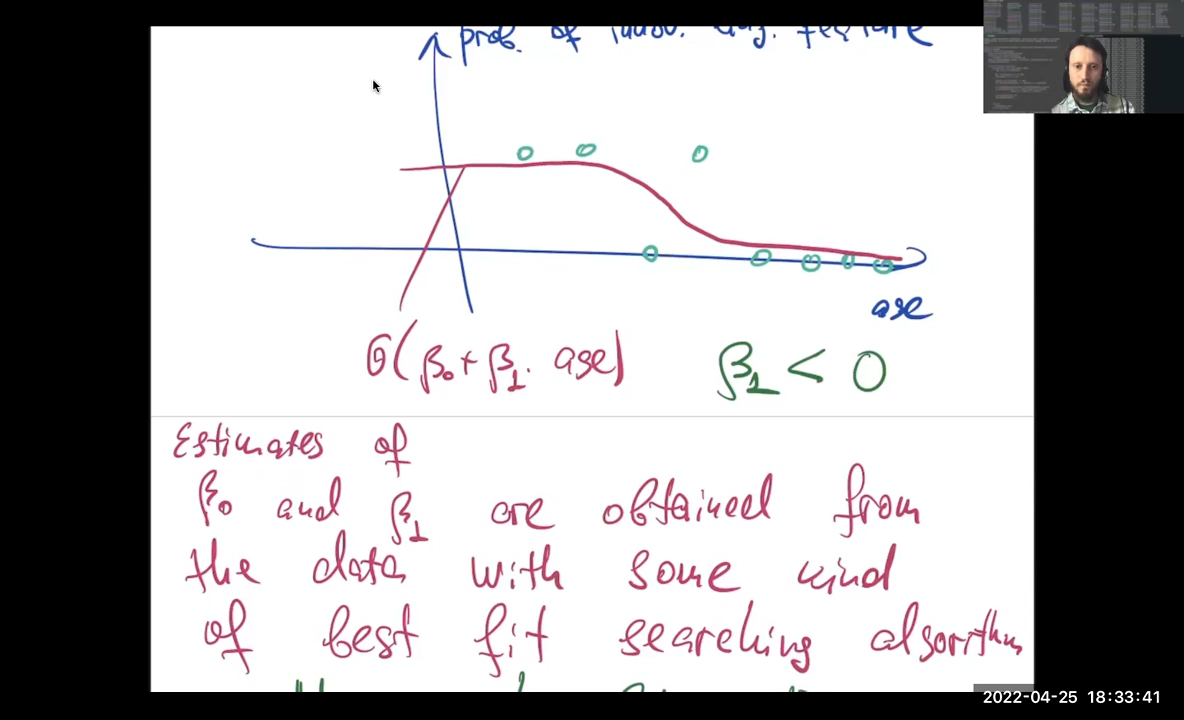 prob. of feature
age
σ(β₀ + β₁. age) β₁ < 0
Estimates of
β₀ and β₁ are obtained from
the data with some kind
of best fit searching algorithm
2022-04-25 18:33:41